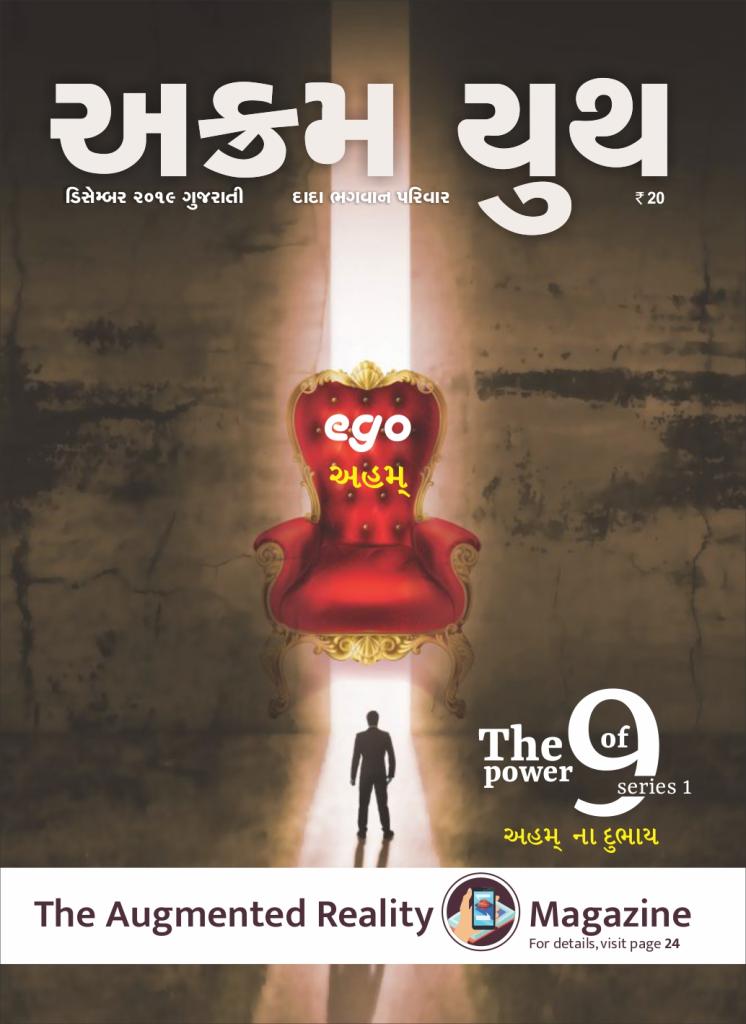 અક્રમ યુથ
ડિસેમ્બર ૨૦૧૯ ગુજરાતી દાદા ભગવાન પરિવાર ₹ 20
ego
અહમ્
The power of 9
series 1
અહમ્ ના દુભાય
The Augmented Reality Magazine
For details, visit page 24